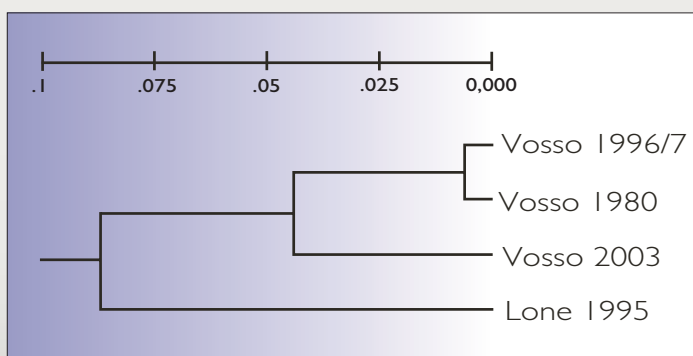 .1 .075 .05 .025 0,000
Vosso 1996/7
Vosso 1980
Vosso 2003
Lone 1995